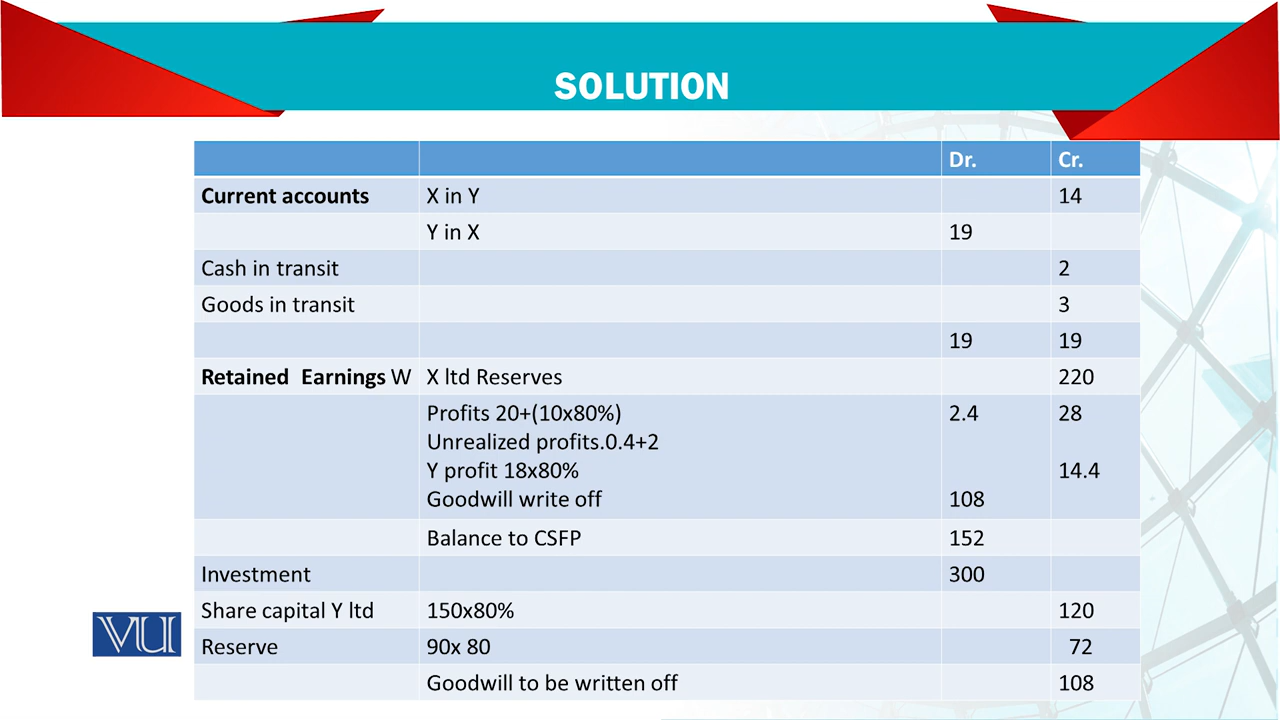 SOLUTION
Dr. Cr.
Current accounts X in Y 14
Y in X 19
Cash in transit 2
Goods in transit 3
19 19
Retained Earnings W X ltd Reserves 220
Profits 20+(10x80%) 2.4 28
Unrealized profits.0.4+2
Y profit 18x80% 14.4
Goodwill write off 108
Balance to CSFP 152
Investment 300
Share capital Y ltd 150x80% 120
VU
Reserve 90x 80 72
Goodwill to be written off 108